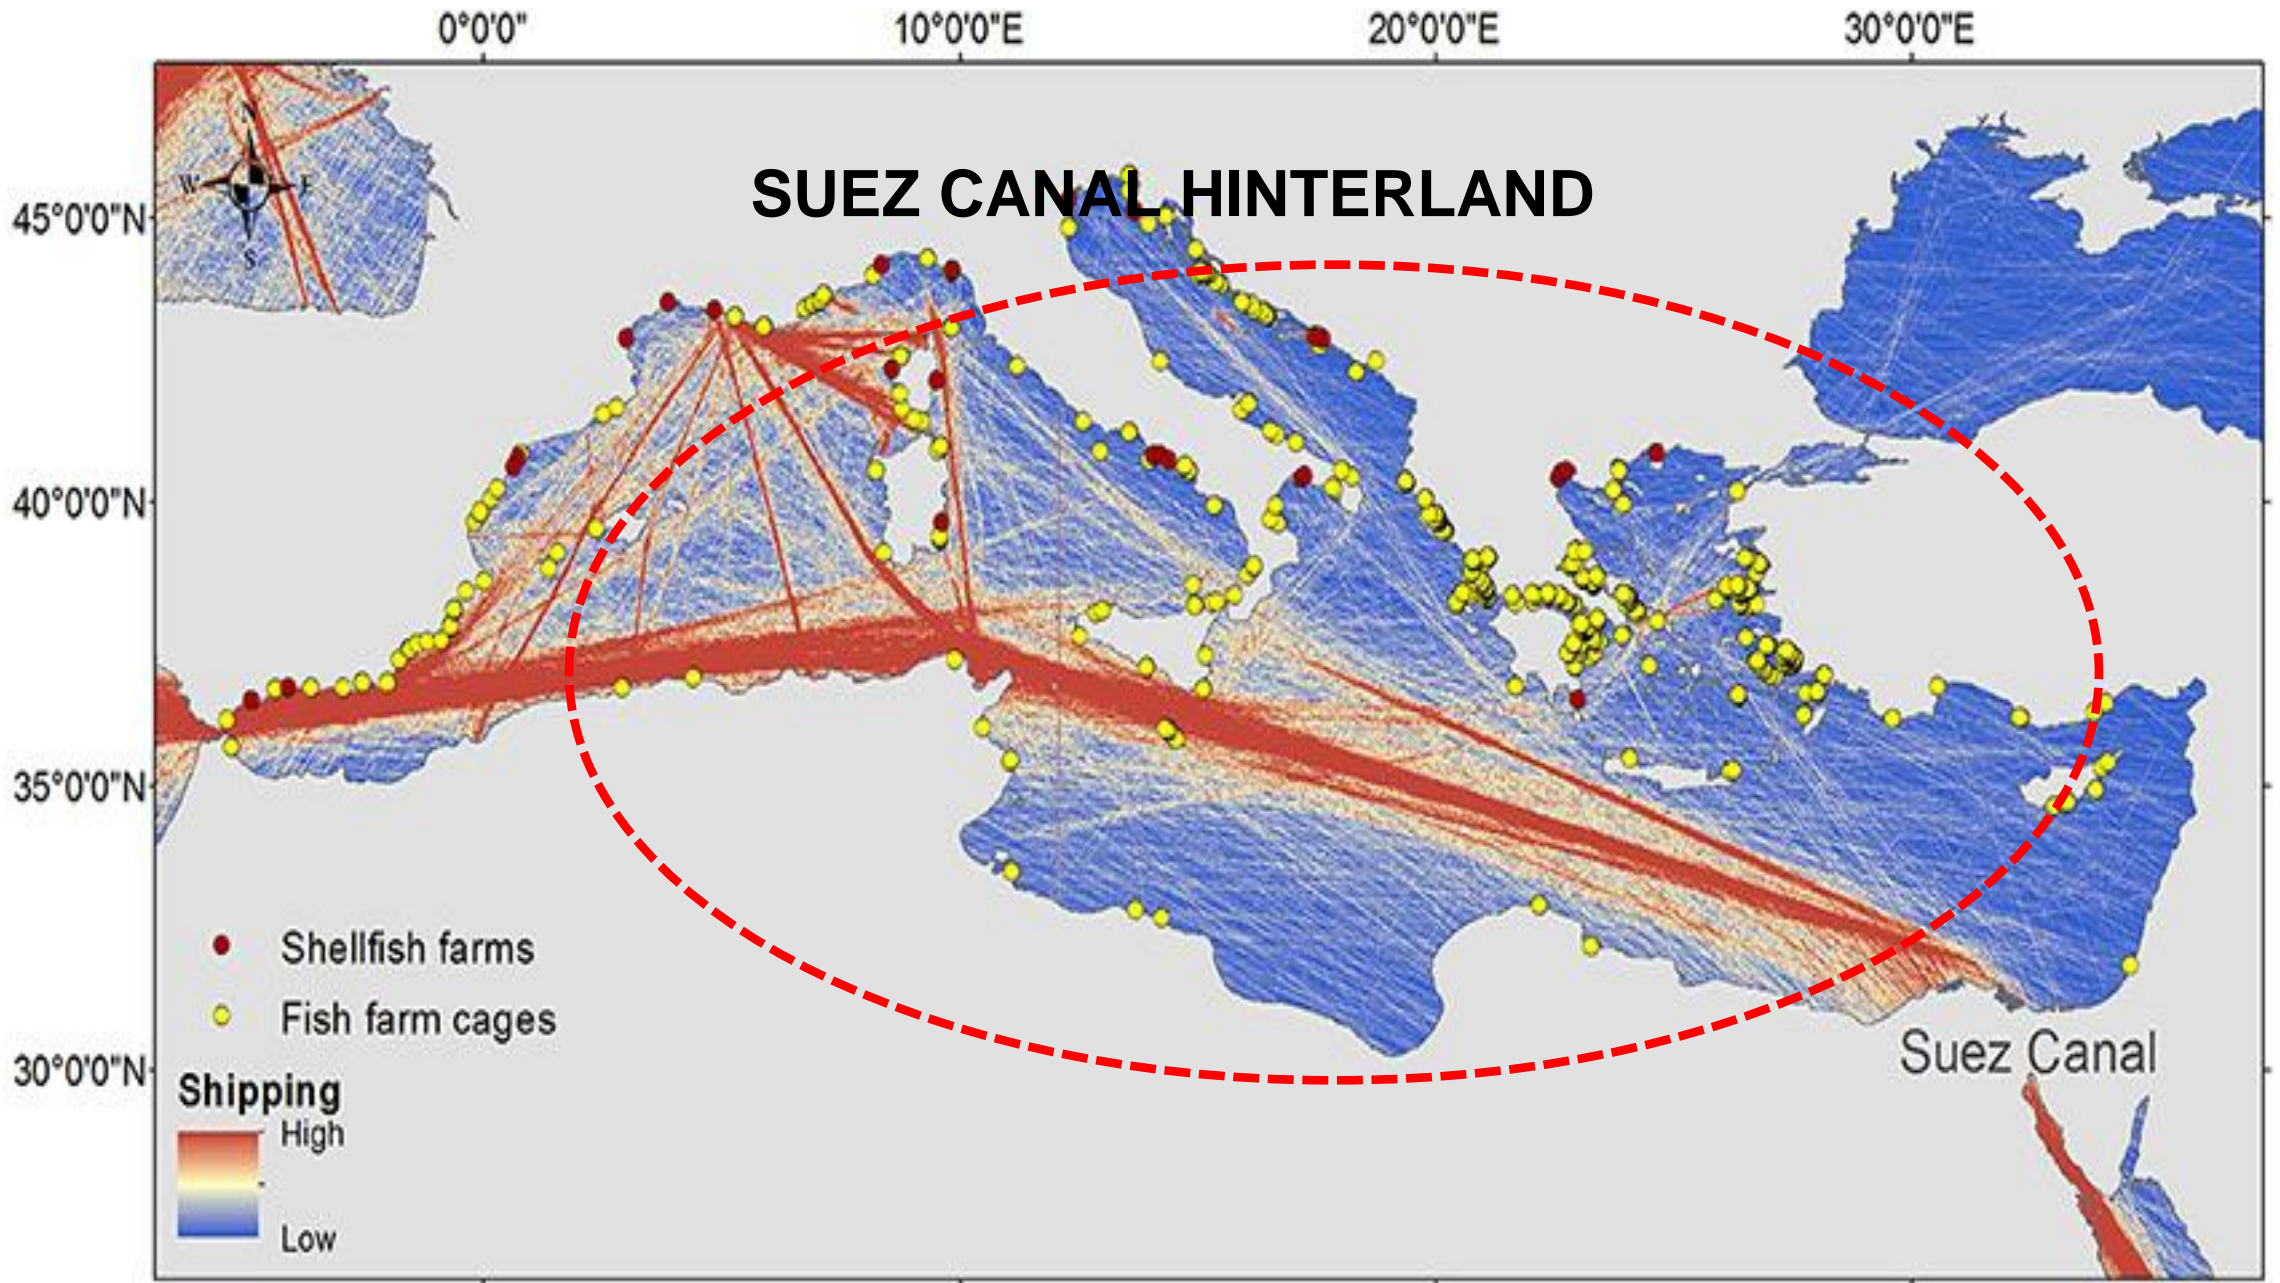 0°0'0"
10°0'0"E
20°0'0"E
30°0'0"E
N
W
E
S
SUEZ CANAL HINTERLAND
45°0'0"N
40°0'0"N
35°0'0"N
30°0'0"N
Shellfish farms
Fish farm cages
Shipping
High
Low
Suez Canal